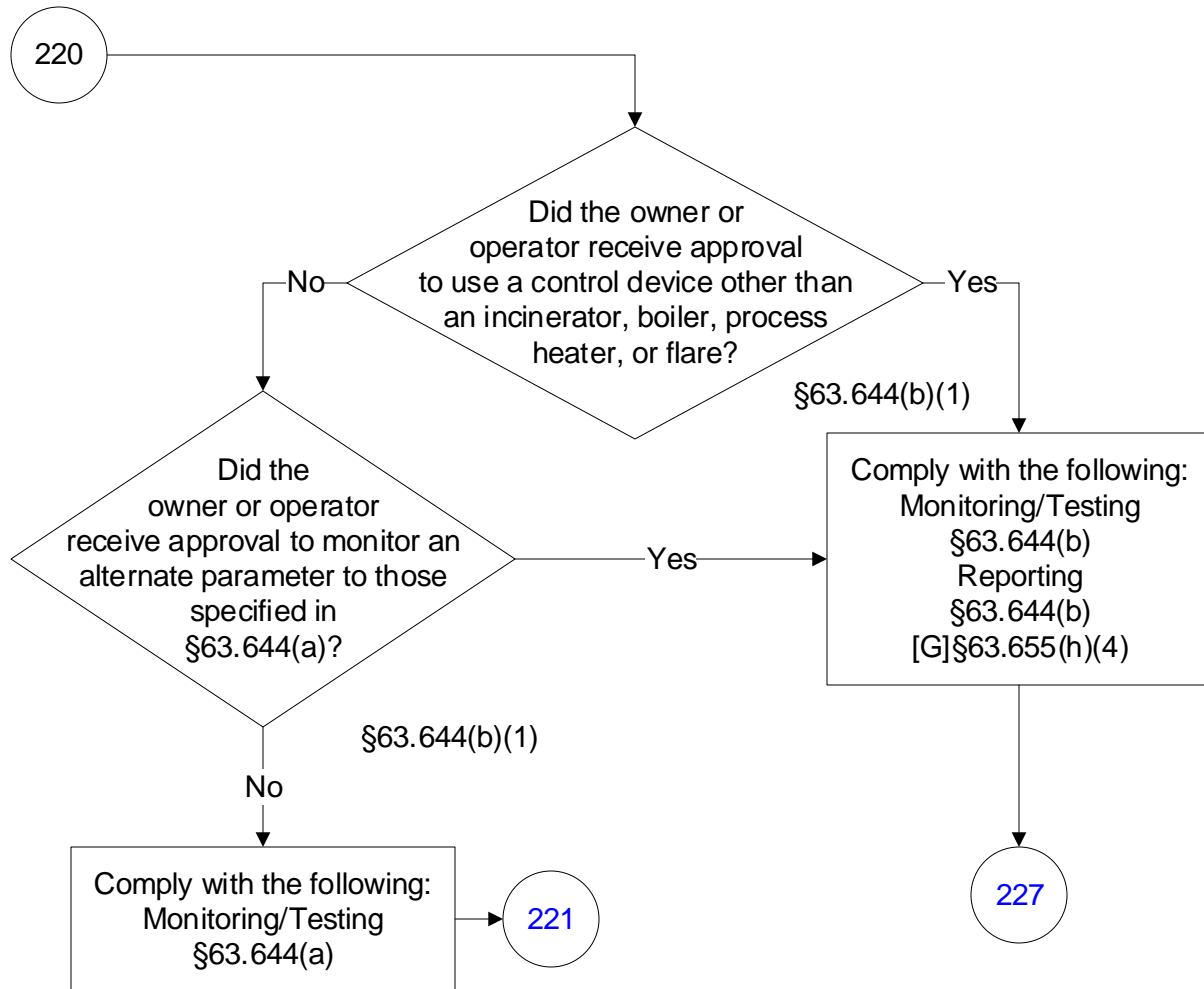 220
Did the owner or
operator receive approval
to use a control device other than
an incinerator, boiler, process
heater, or flare?
No
Yes
§63.644(b)(1)
Did the
owner or operator
receive approval to monitor an
alternate parameter to those
specified in
§63.644(a)?
Yes
Comply with the following:
Monitoring/Testing
§63.644(b)
Reporting
§63.644(b)
[G]§63.655(h)(4)
§63.644(b)(1)
No
Comply with the following:
Monitoring/Testing
§63.644(a)
221
227